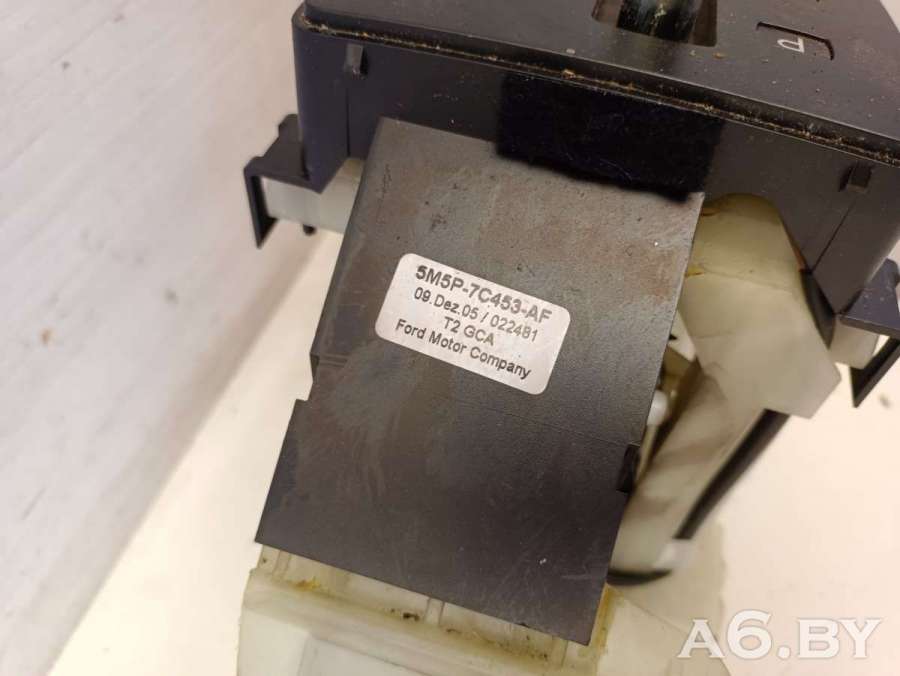 P
5M5P-7C453-AF
09.Dez.05 / 022481
T2 GCA
Ford Motor Company
A6.BY